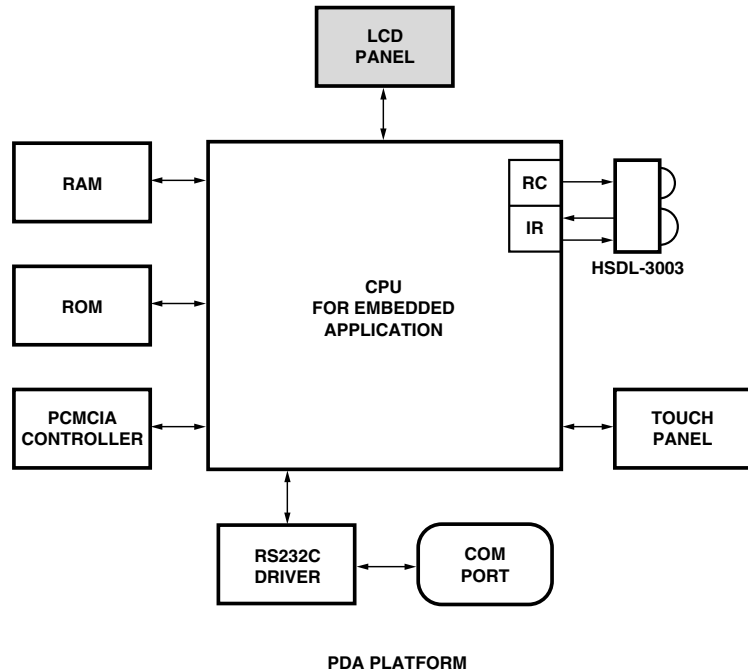 LCD
PANEL
RAM
RC
IR
HSDL-3003
ROM
CPU
FOR EMBEDDED
APPLICATION
PCMCIA
CONTROLLER
TOUCH
PANEL
RS232C
DRIVER
COM
PORT
PDA PLATFORM